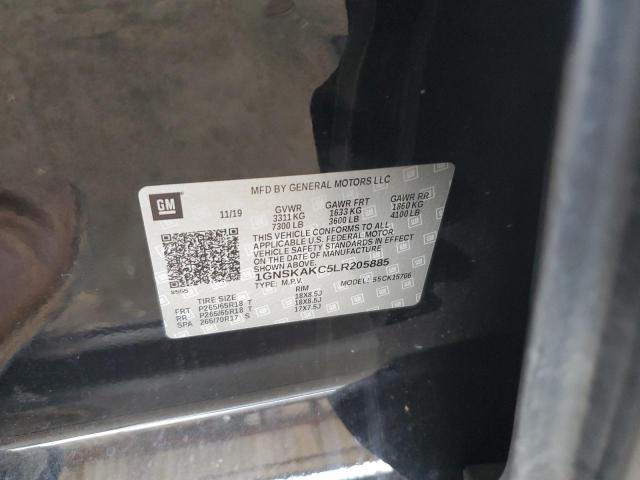 MFD BY GENERAL MOTORS LLC
GM
11/19 GVWR GAWR FRT GAWR RR
3311 KG 1633 KG 1860 KG
7300 LB 3600 LB 4100 LB
THIS VEHICLE CONFORMS TO ALL
APPLICABLE U.S. FEDERAL MOTOR
VEHICLE SAFETY STANDARDS IN EFFECT
ON THE DATE OF MANUFACTURE
SHOWN ABOVE.
1GNSKAKC5LR205885
TYPE: M.P.V. MODEL: CK15706
TIRE SIZE RIM
FRT P265/65R18 T 18X8.5J
RR P265/65R18 T 18X8.5J
SPA 265/70R17 S 17X7.5J